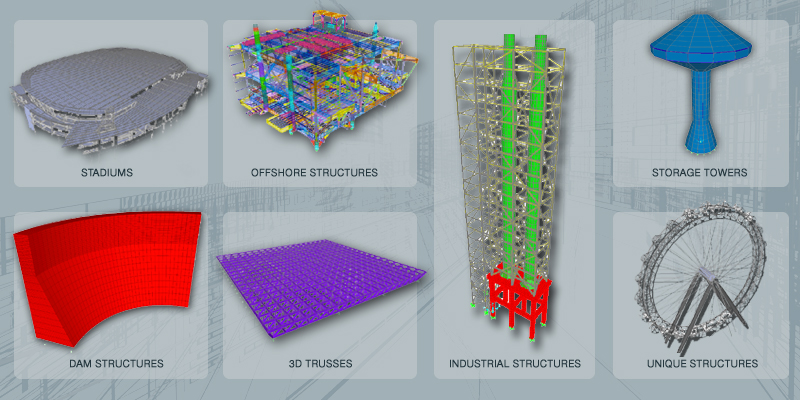 STADIUMS
OFFSHORE STRUCTURES
STORAGE TOWERS
DAM STRUCTURES
3D TRUSSES
INDUSTRIAL STRUCTURES
UNIQUE STRUCTURES